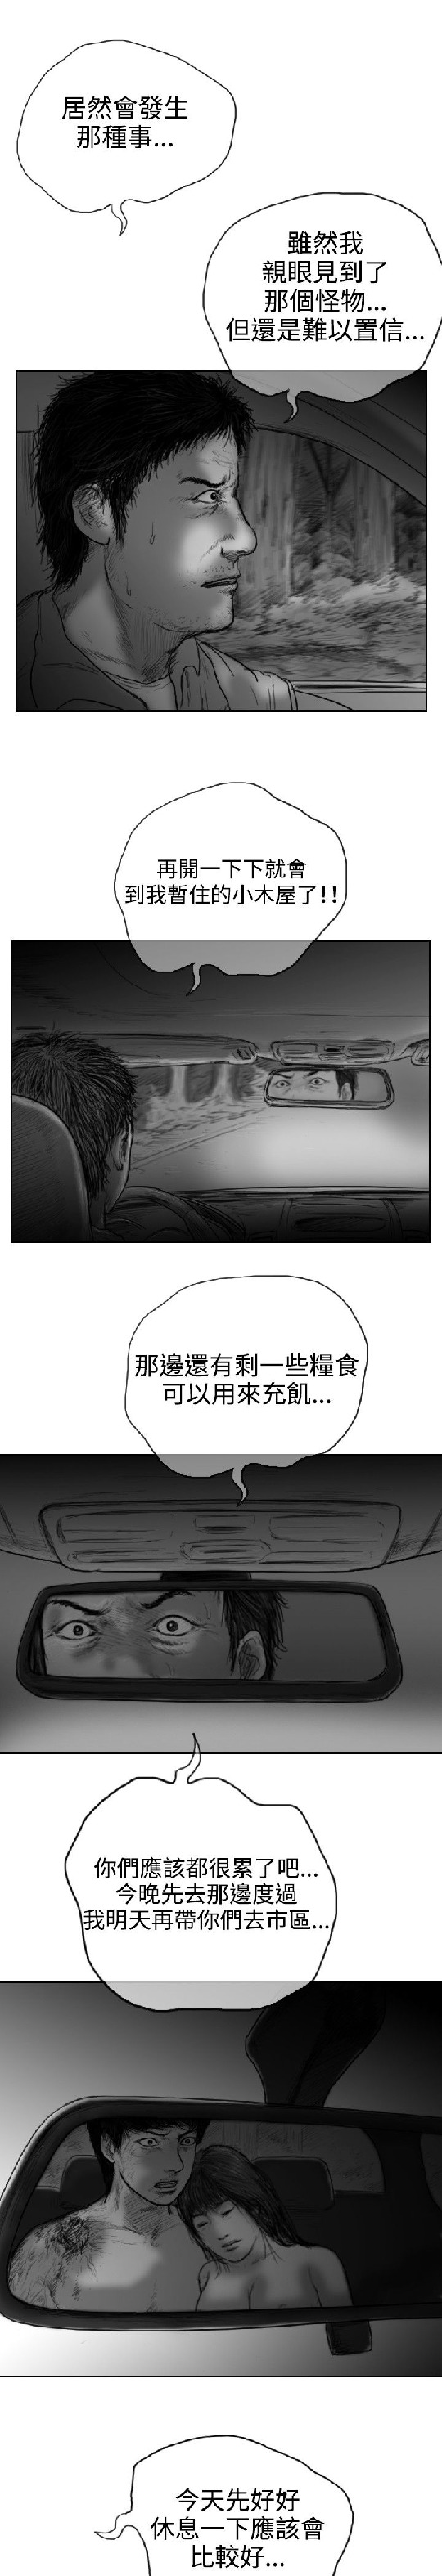 居然會發生
那種事...
雖然我
親眼見到了
那個怪物...
但還是難以置信...
再開一下下就會
到我暫住的小木屋了!!
那邊還有剩一些糧食
可以用來充飢...
你們應該都很累了吧...
今晚先去那邊度過
我明天再帶你們去市區...
今天先好好
休息一下應該會
比較好...